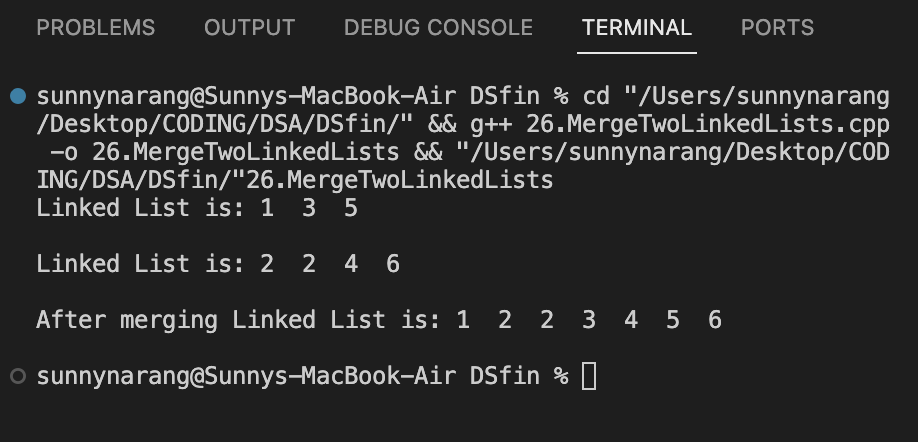 PROBLEMS OUTPUT DEBUG CONSOLE TERMINAL PORTS
sunnynarang@Sunnys-MacBook-Air DSfin % cd "/Users/sunnynarang
/Desktop/CODING/DSA/DSfin/" && g++ 26.MergeTwoLinkedLists.cpp
 -o 26.MergeTwoLinkedLists && "/Users/sunnynarang/Desktop/COD
ING/DSA/DSfin/"26.MergeTwoLinkedLists
Linked List is: 1  3  5
Linked List is: 2  2  4  6
After merging Linked List is: 1  2  2  3  4  5  6
sunnynarang@Sunnys-MacBook-Air DSfin %